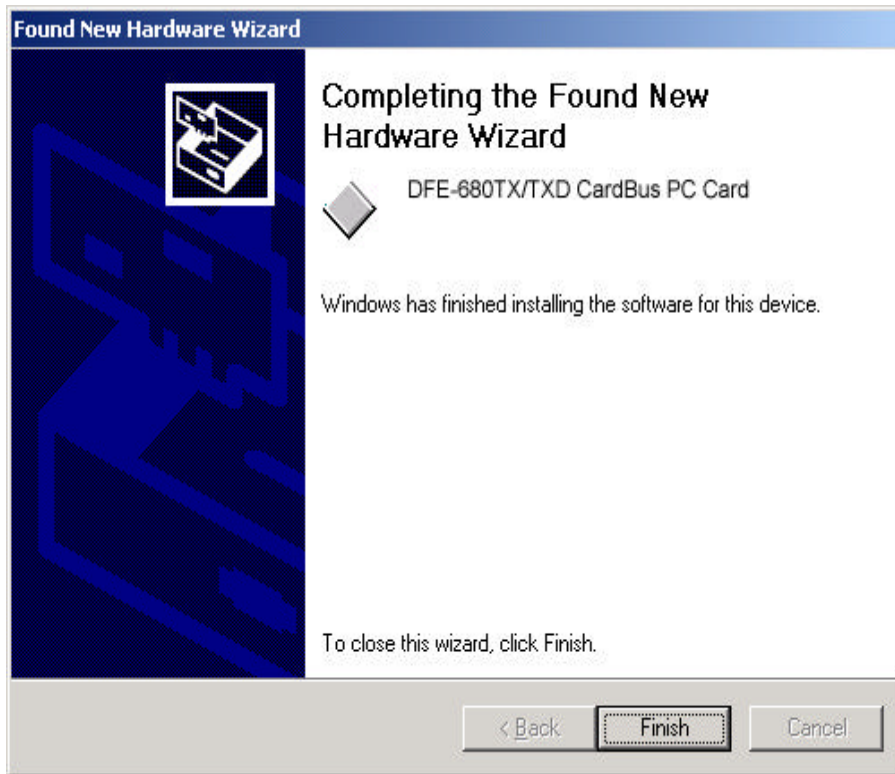 Found New Hardware Wizard
Completing the Found New
Hardware Wizard
DFE-680TX/TXD CardBus PC Card
Windows has finished installing the software for this device.
To close this wizard, click Finish.
< Back Finish Cancel